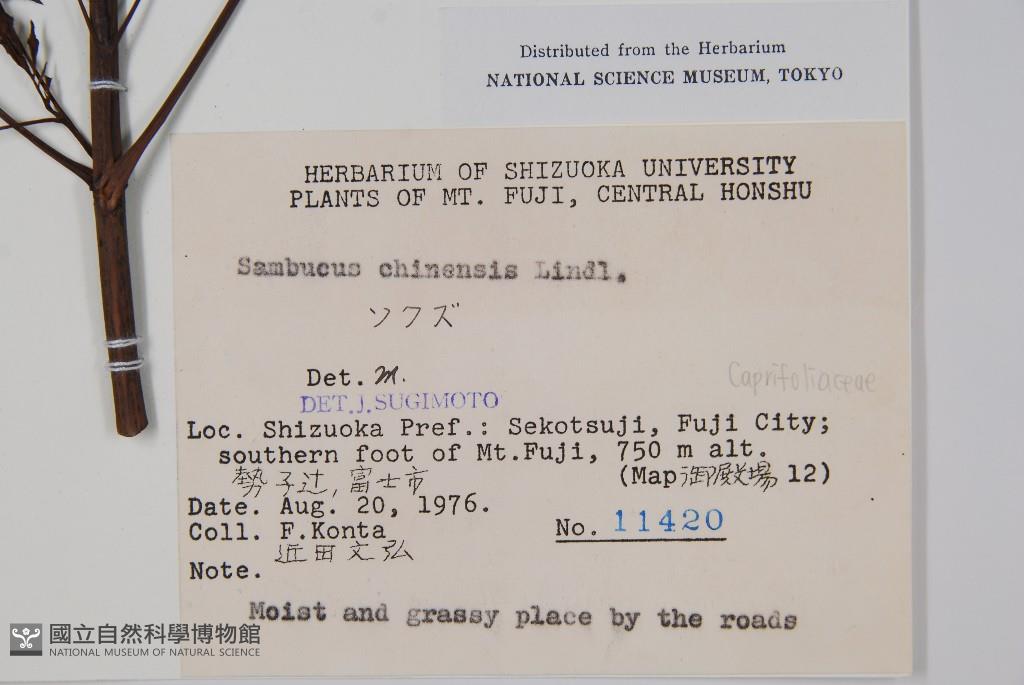 Distributed from the Herbarium
NATIONAL SCIENCE MUSEUM, TOKYO
HERBARIUM OF SHIZUOKA UNIVERSITY
PLANTS OF MT. FUJI, CENTRAL HONSHU
Sambucus chinensis Lindl.
ソクズ
Caprifoliaceae
Det. M.
DET. J. SUGIMOTO
Loc. Shizuoka Pref.: Sekotsuji, Fuji City;
southern foot of Mt.Fuji, 750 m alt.
勢子辻, 富士市 (Map 御殿場 12)
Date. Aug. 20, 1976.
Coll. F.Konta No. 11420
近田文弘
Note.
Moist and grassy place by the roads
國立自然科學博物館
NATIONAL MUSEUM OF NATURAL SCIENCE